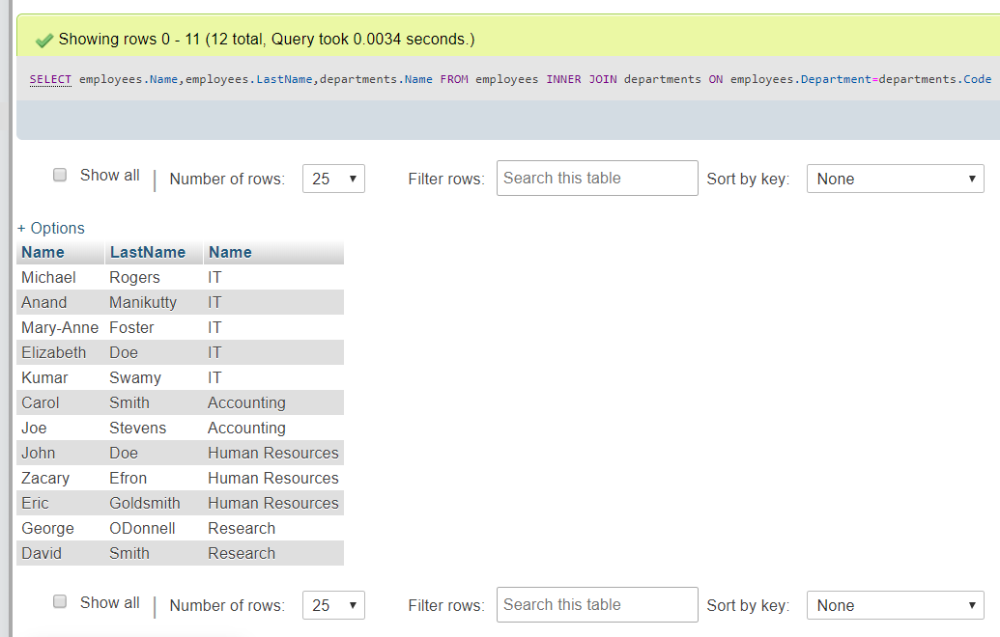 Showing rows 0 - 11 (12 total, Query took 0.0034 seconds.)
SELECT employees.Name,employees.LastName,departments.Name FROM employees INNER JOIN departments ON employees.Department=departments.Code
Show all | Number of rows: 25 Filter rows: Search this table Sort by key: None
+ Options
Name LastName Name
Michael Rogers IT
Anand Manikutty IT
Mary-Anne Foster IT
Elizabeth Doe IT
Kumar Swamy IT
Carol Smith Accounting
Joe Stevens Accounting
John Doe Human Resources
Zacary Efron Human Resources
Eric Goldsmith Human Resources
George ODonnell Research
David Smith Research
Show all | Number of rows: 25 Filter rows: Search this table Sort by key: None